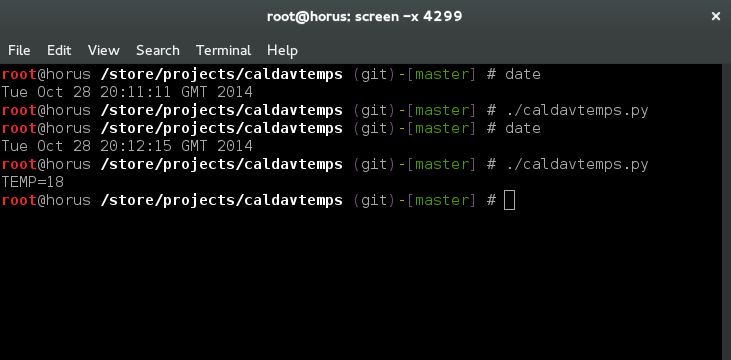 root@horus: screen -x 4299
File Edit View Search Terminal Help
root@horus /store/projects/caldavtemps (git)-[master] # date
Tue Oct 28 20:11:11 GMT 2014
root@horus /store/projects/caldavtemps (git)-[master] # ./caldavtemps.py
root@horus /store/projects/caldavtemps (git)-[master] # date
Tue Oct 28 20:12:15 GMT 2014
root@horus /store/projects/caldavtemps (git)-[master] # ./caldavtemps.py
TEMP=18
root@horus /store/projects/caldavtemps (git)-[master] #